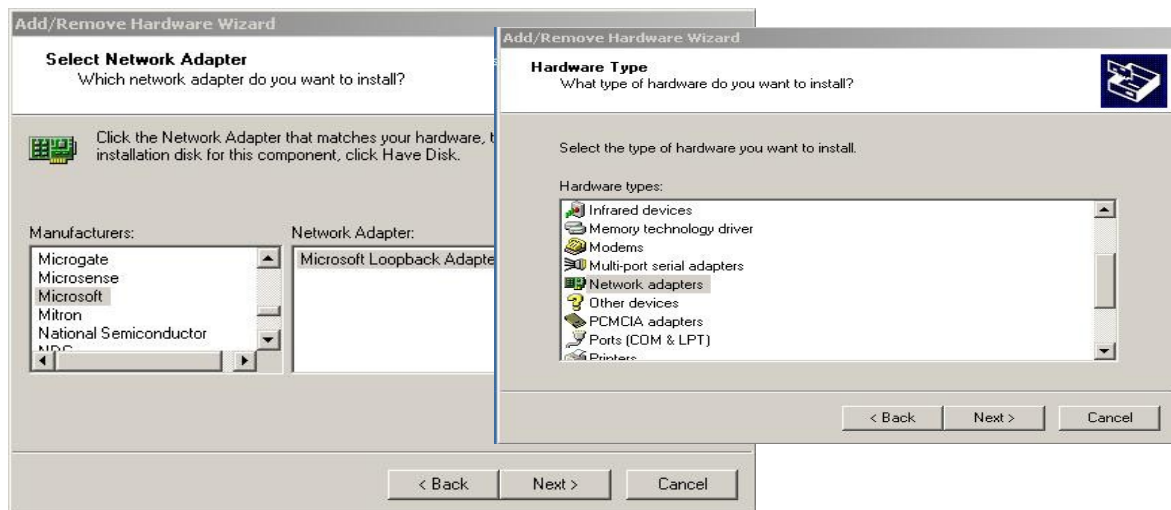 Add/Remove Hardware Wizard
Select Network Adapter
Which network adapter do you want to install?
Click the Network Adapter that matches your hardware,
installation disk for this component, click Have Disk.
Manufacturers:
Microgate
Microsense
Microsoft
Mitron
National Semiconductor
Network Adapter:
Microsoft Loopback Adapte
< Back
Next >
Cancel
Add/Remove Hardware Wizard
Hardware Type
What type of hardware do you want to install?
Select the type of hardware you want to install.
Hardware types:
Infrared devices
Memory technology driver
Modems
Multi-port serial adapters
Network adapters
Other devices
PCMCIA adapters
Ports (COM & LPT)
Printers
< Back
Next >
Cancel